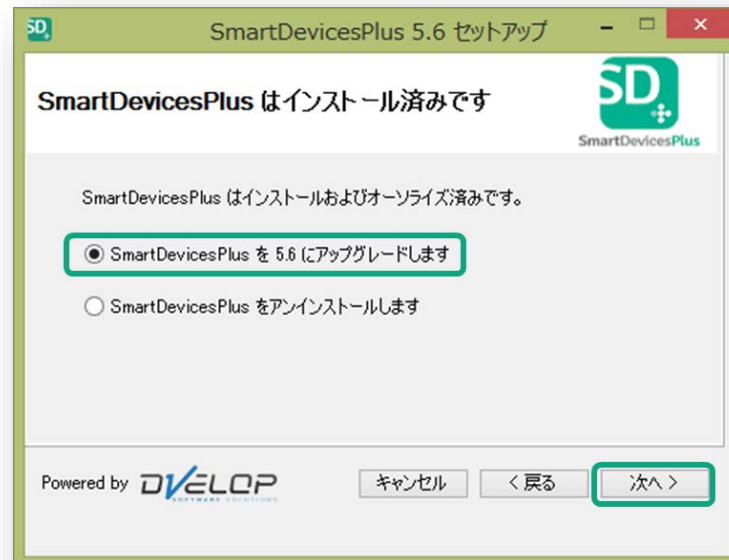 SD
SmartDevicesPlus 5.6 セットアップ
SmartDevicesPlus はインストール済みです
SD
SmartDevicesPlus
SmartDevicesPlus はインストールおよびオーソライズ済みです。
SmartDevicesPlus を 5.6 にアップグレードします
SmartDevicesPlus をアンインストールします
Powered by DVELOP
SOFTWARE SOLUTIONS
キャンセル
< 戻る
次へ >